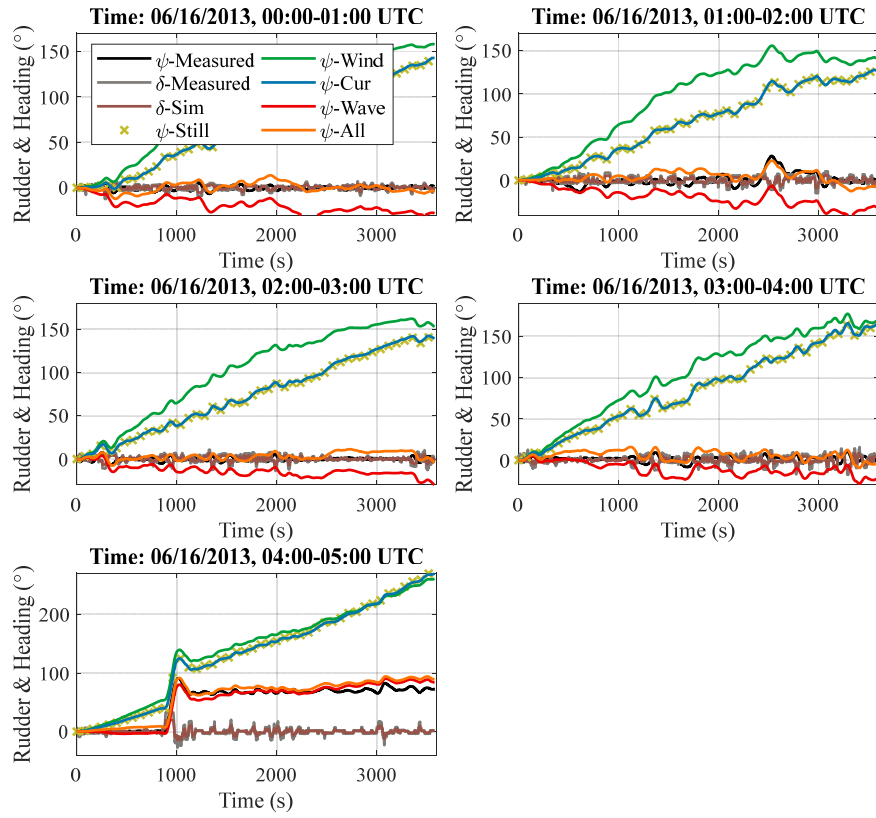 Time: 06/16/2013, 00:00-01:00 UTC
Rudder & Heading (°)
150
100
50
0
ψ-Measured
δ-Measured
δ-Sim
ψ-Still
ψ-Wind
ψ-Cur
ψ-Wave
ψ-All
0 1000 2000 3000
Time (s)
Time: 06/16/2013, 01:00-02:00 UTC
Rudder & Heading (°)
150
100
50
0
0 1000 2000 3000
Time (s)
Time: 06/16/2013, 02:00-03:00 UTC
Rudder & Heading (°)
150
100
50
0
0 1000 2000 3000
Time (s)
Time: 06/16/2013, 03:00-04:00 UTC
Rudder & Heading (°)
150
100
50
0
0 1000 2000 3000
Time (s)
Time: 06/16/2013, 04:00-05:00 UTC
Rudder & Heading (°)
200
100
0
0 1000 2000 3000
Time (s)